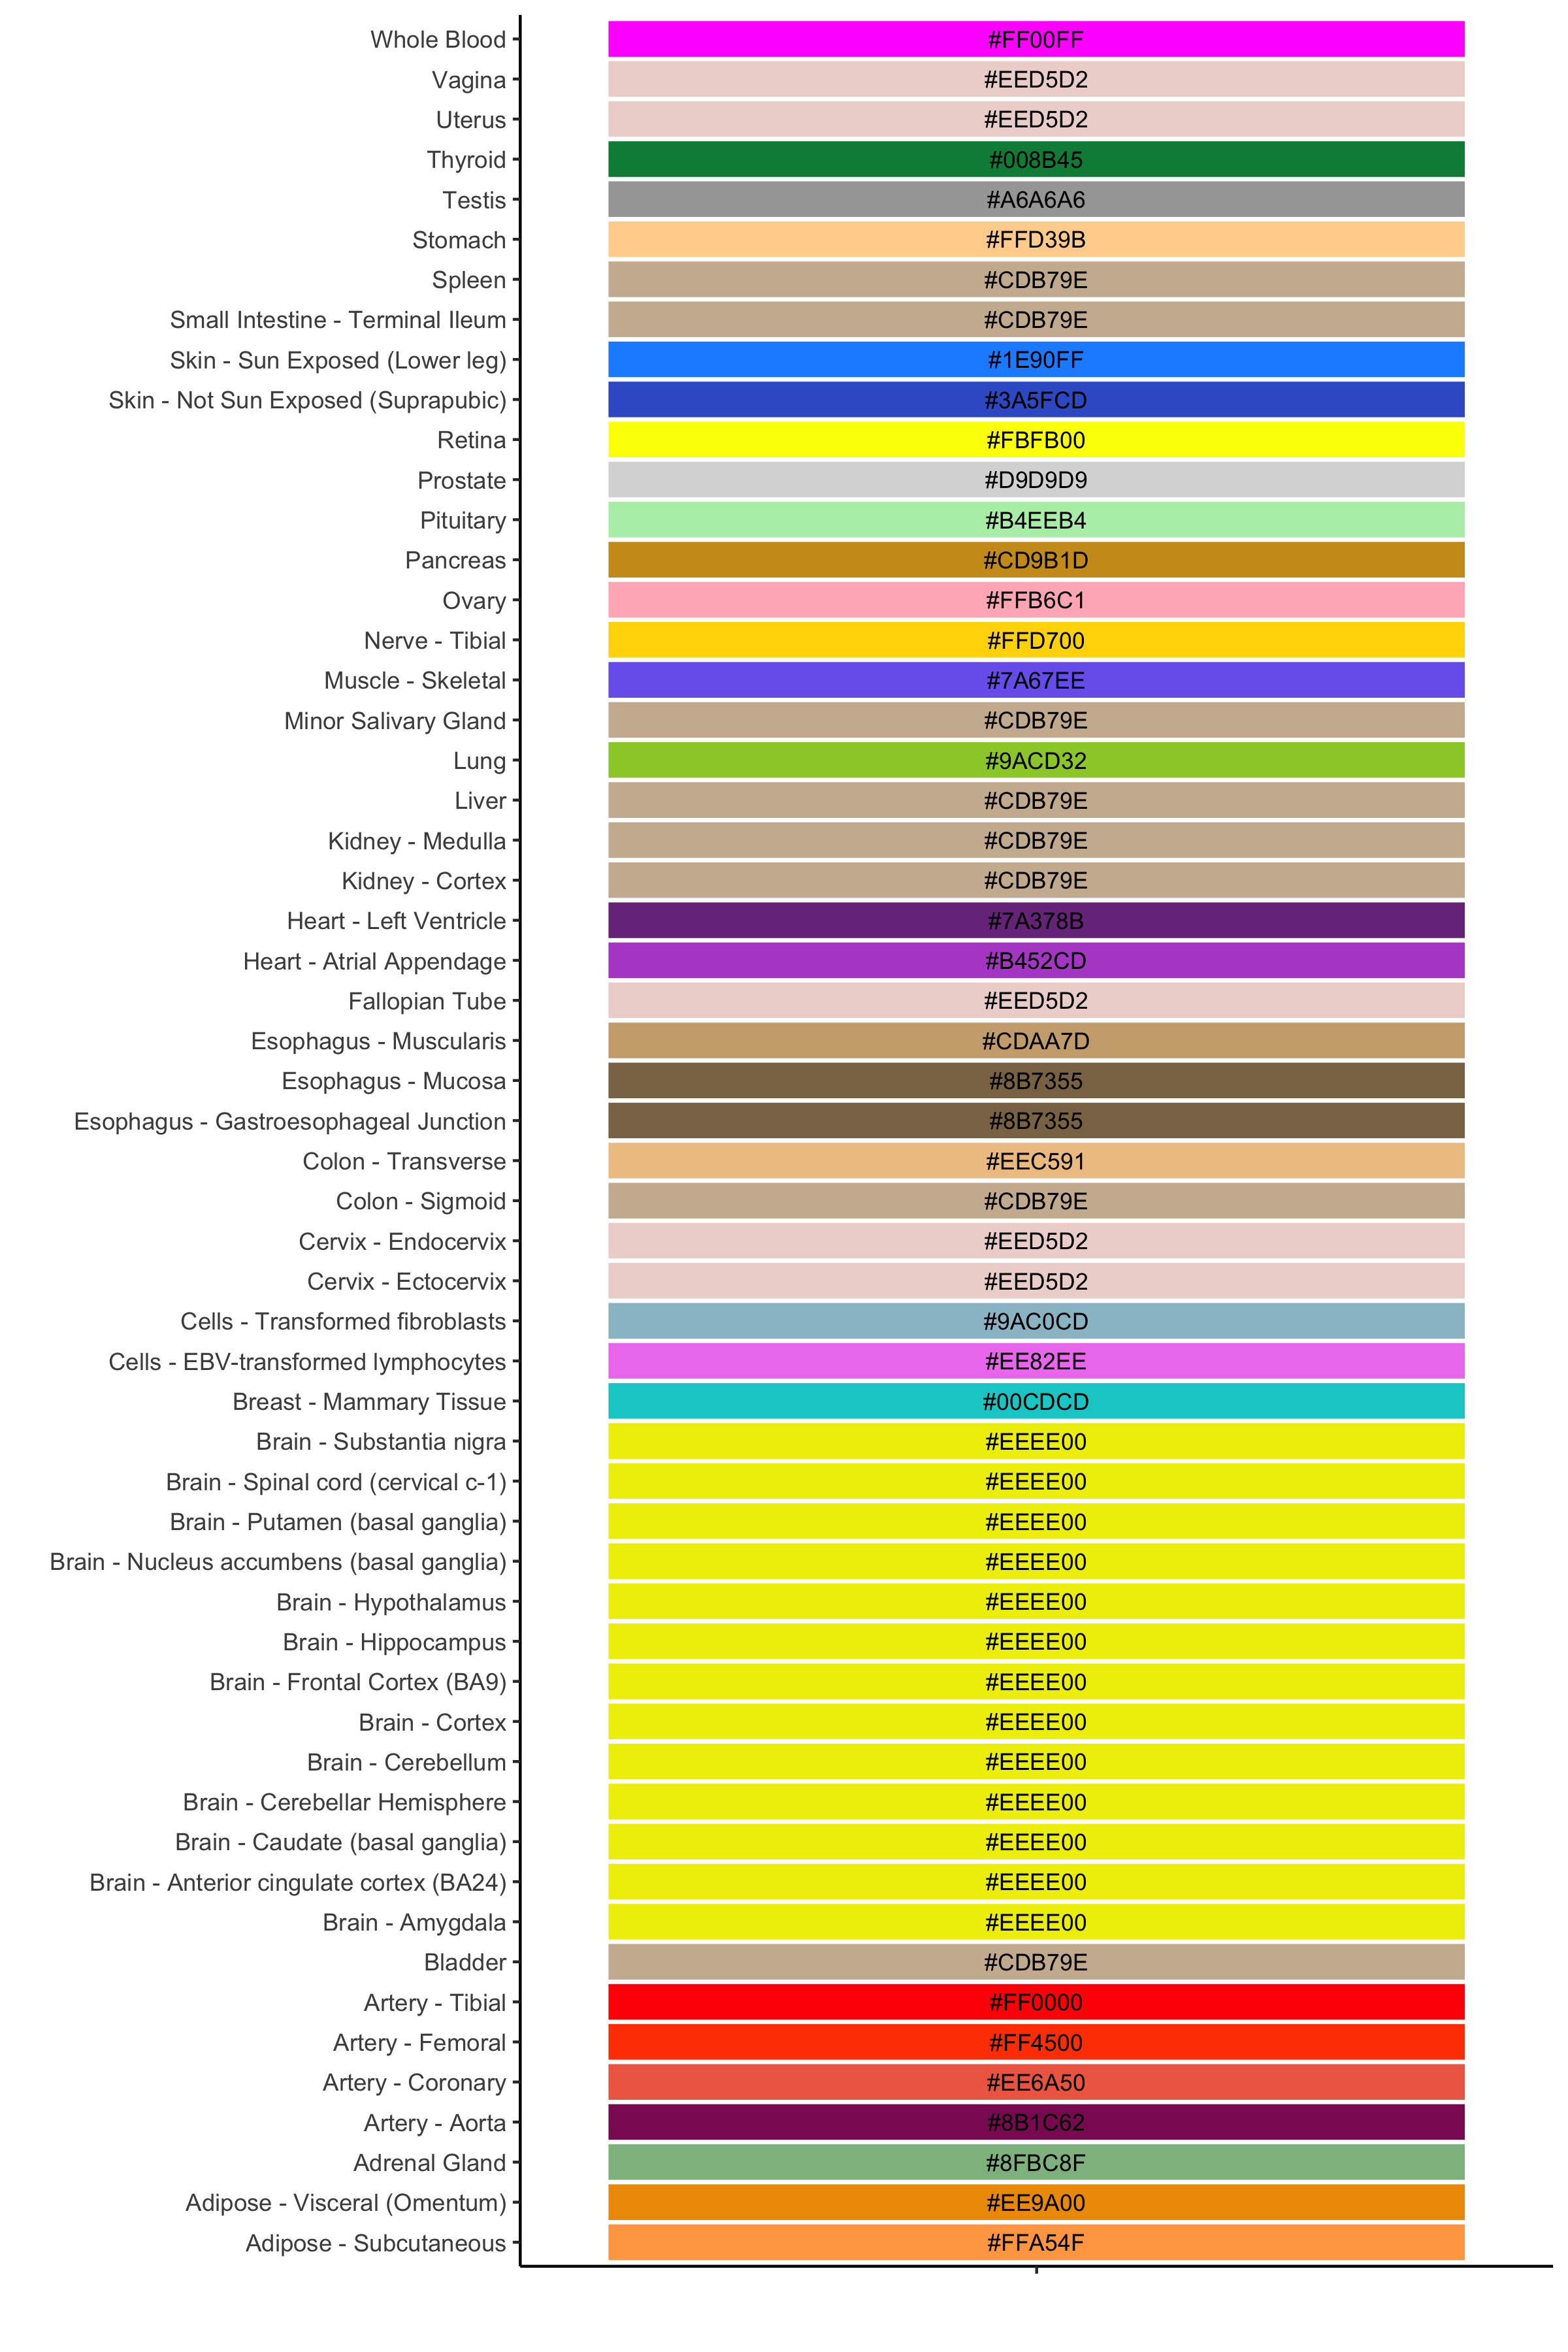 Whole Blood #FF00FF
Vagina #EED5D2
Uterus #EED5D2
Thyroid #008B45
Testis #A6A6A6
Stomach #FFD39B
Spleen #CDB79E
Small Intestine - Terminal Ileum #CDB79E
Skin - Sun Exposed (Lower leg) #1E90FF
Skin - Not Sun Exposed (Suprapubic) #3A5FCD
Retina #FBFB00
Prostate #D9D9D9
Pituitary #B4EEB4
Pancreas #CD9B1D
Ovary #FFB6C1
Nerve - Tibial #FFD700
Muscle - Skeletal #7A67EE
Minor Salivary Gland #CDB79E
Lung #9ACD32
Liver #CDB79E
Kidney - Medulla #CDB79E
Kidney - Cortex #CDB79E
Heart - Left Ventricle #7A378B
Heart - Atrial Appendage #B452CD
Fallopian Tube #EED5D2
Esophagus - Muscularis #CDAA7D
Esophagus - Mucosa #8B7355
Esophagus - Gastroesophageal Junction #8B7355
Colon - Transverse #EEC591
Colon - Sigmoid #CDB79E
Cervix - Endocervix #EED5D2
Cervix - Ectocervix #EED5D2
Cells - Transformed fibroblasts #9AC0CD
Cells - EBV-transformed lymphocytes #EE82EE
Breast - Mammary Tissue #00CDCD
Brain - Substantia nigra #EEEE00
Brain - Spinal cord (cervical c-1) #EEEE00
Brain - Putamen (basal ganglia) #EEEE00
Brain - Nucleus accumbens (basal ganglia) #EEEE00
Brain - Hypothalamus #EEEE00
Brain - Hippocampus #EEEE00
Brain - Frontal Cortex (BA9) #EEEE00
Brain - Cortex #EEEE00
Brain - Cerebellum #EEEE00
Brain - Cerebellar Hemisphere #EEEE00
Brain - Caudate (basal ganglia) #EEEE00
Brain - Anterior cingulate cortex (BA24) #EEEE00
Brain - Amygdala #EEEE00
Bladder #CDB79E
Artery - Tibial #FF0000
Artery - Femoral #FF4500
Artery - Coronary #EE6A50
Artery - Aorta #8B1C62
Adrenal Gland #8FBC8F
Adipose - Visceral (Omentum) #EE9A00
Adipose - Subcutaneous #FFA54F